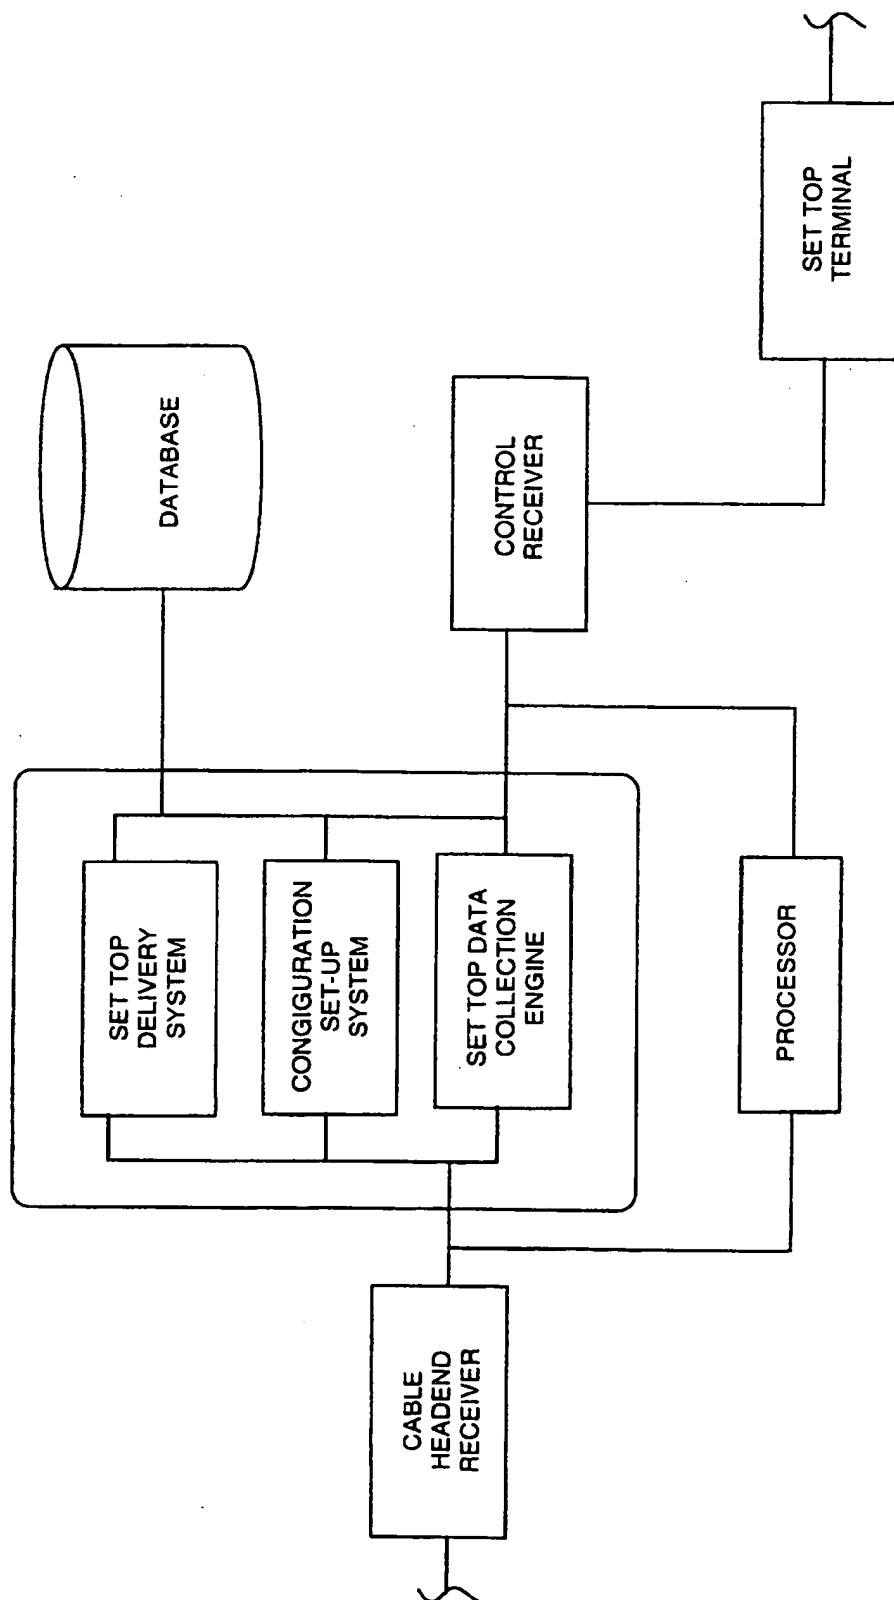 SET TOP
DELIVERY
SYSTEM
CONGIGURATION
SET-UP
SYSTEM
SET TOP DATA
COLLECTION
ENGINE
DATABASE
CABLE
HEADEND
RECEIVER
CONTROL
RECEIVER
PROCESSOR
SET TOP
TERMINAL